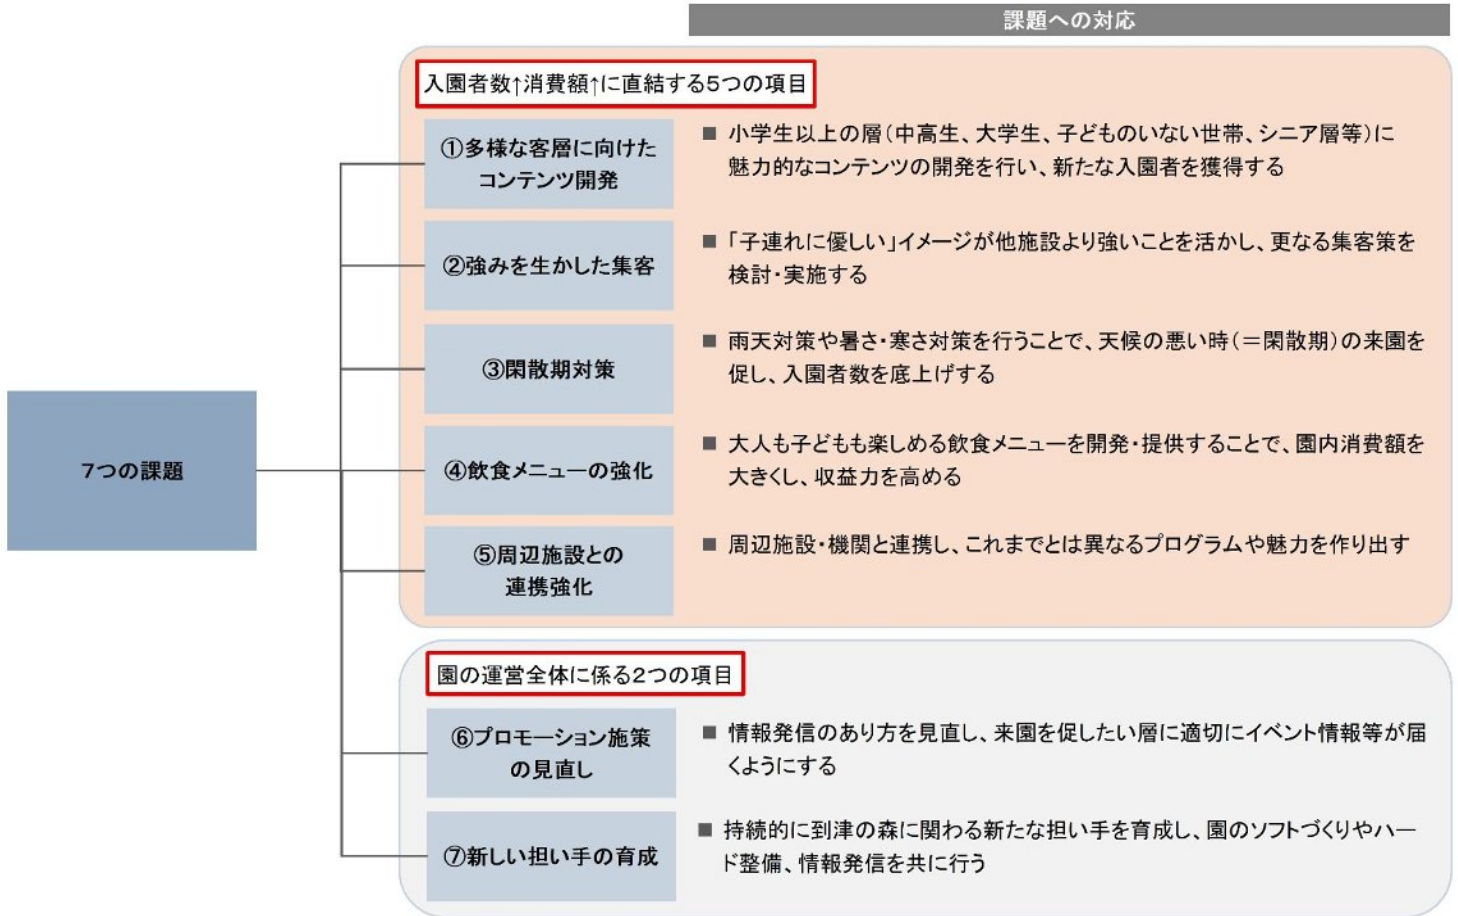 課題への対応
入園者数↑消費額↑に直結する5つの項目
①多様な客層に向けた
コンテンツ開発
■ 小学生以上の層(中高生、大学生、子どものいない世帯、シニア層等)に
魅力的なコンテンツの開発を行い、新たな入園者を獲得する
②強みを生かした集客
■ 「子連れに優しい」イメージが他施設より強いことを活かし、更なる集客策を
検討・実施する
③閑散期対策
■ 雨天対策や暑さ・寒さ対策を行うことで、天候の悪い時(=閑散期)の来園を
促し、入園者数を底上げする
7つの課題
④飲食メニューの強化
■ 大人も子どもも楽しめる飲食メニューを開発・提供することで、園内消費額を
大きくし、収益力を高める
⑤周辺施設との
連携強化
■ 周辺施設・機関と連携し、これまでとは異なるプログラムや魅力を作り出す
園の運営全体に係る2つの項目
⑥プロモーション施策
の見直し
■ 情報発信のあり方を見直し、来園を促したい層に適切にイベント情報等が届
くようにする
⑦新しい担い手の育成
■ 持続的に到津の森に関わる新たな担い手を育成し、園のソフトづくりやハー
ド整備、情報発信を共に行う